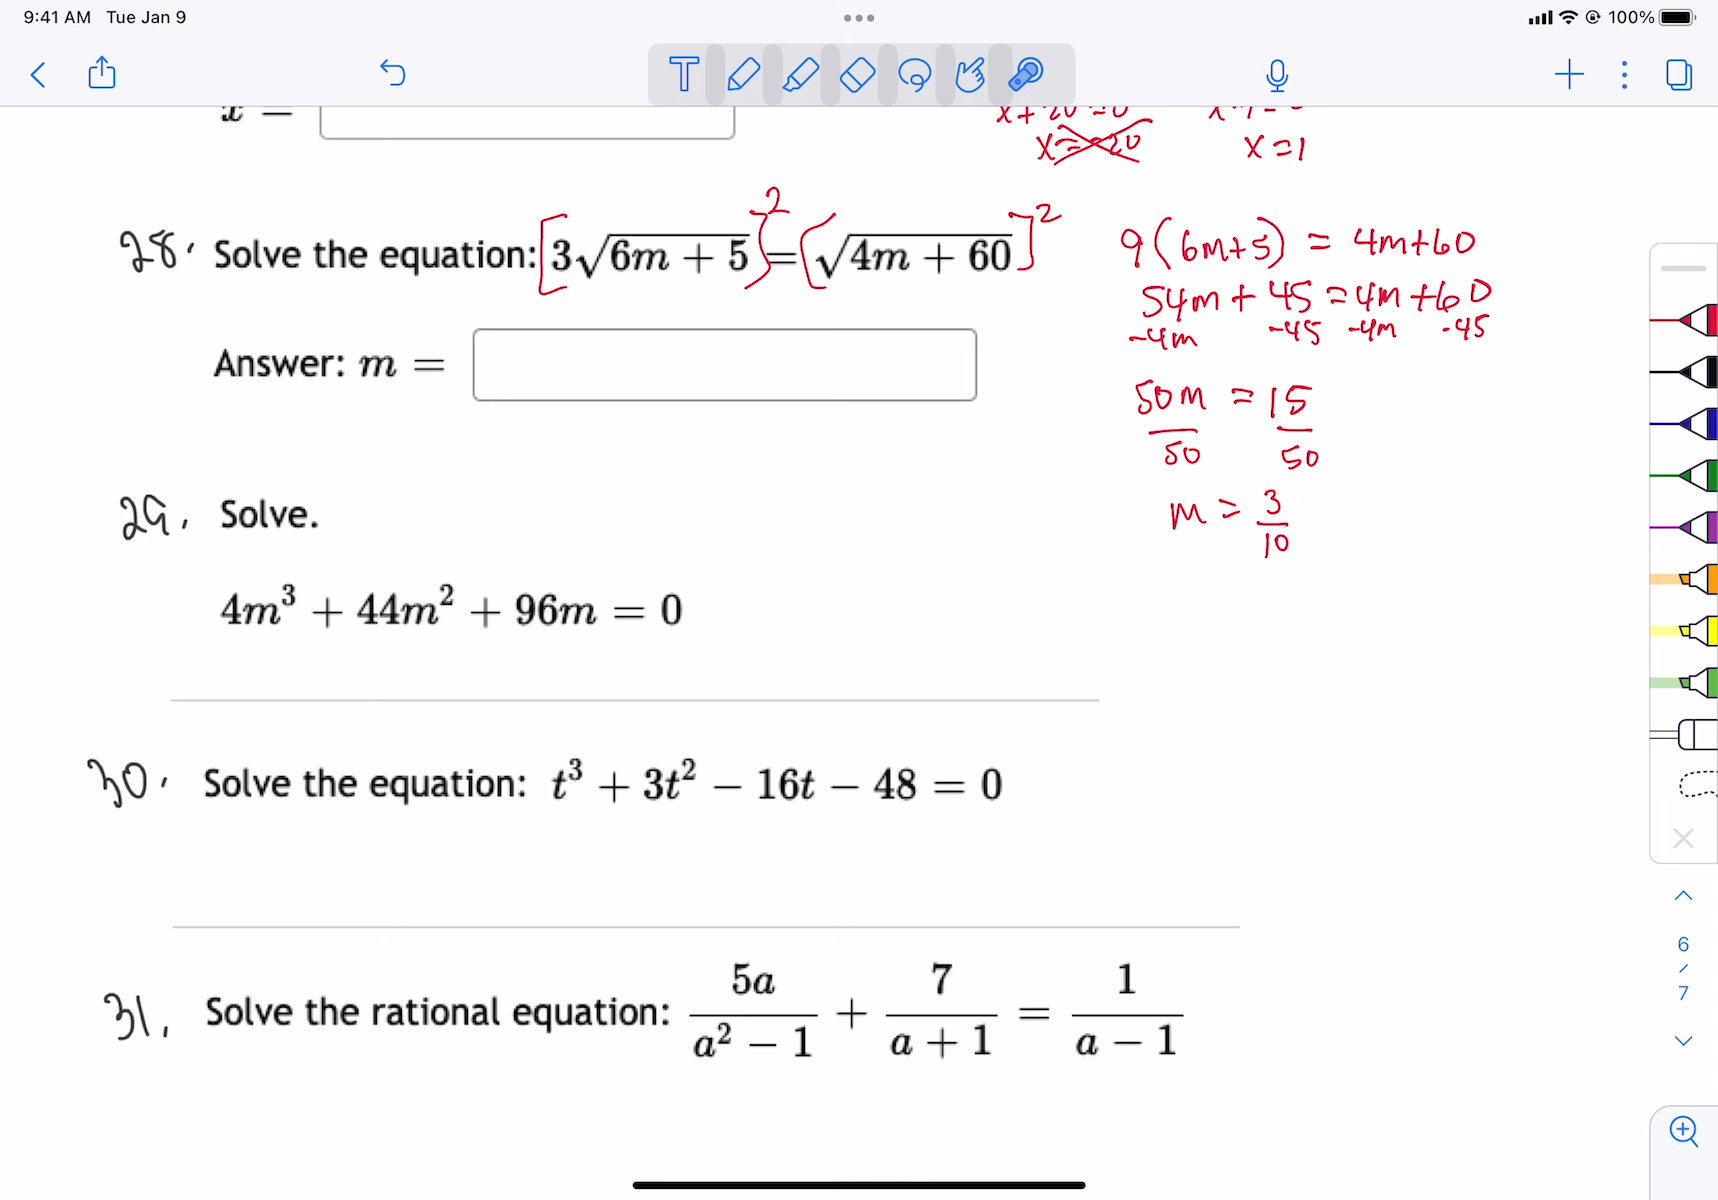 9:41 AM Tue Jan 9 100%
x =
x + 20 = 0
x = -20 x = 1
28. Solve the equation: [3√(6m + 5)]² = (√(4m + 60)]² 9(6m+5) = 4m+60
54m + 45 = 4m + 60
-4m -45 -4m -45
Answer: m = 50m = 15
50 50
m = 3/10
29. Solve.
4m³ + 44m² + 96m = 0
30. Solve the equation: t³ + 3t² − 16t − 48 = 0
31. Solve the rational equation: 5a/(a² − 1) + 7/(a + 1) = 1/(a − 1)
6 / 7